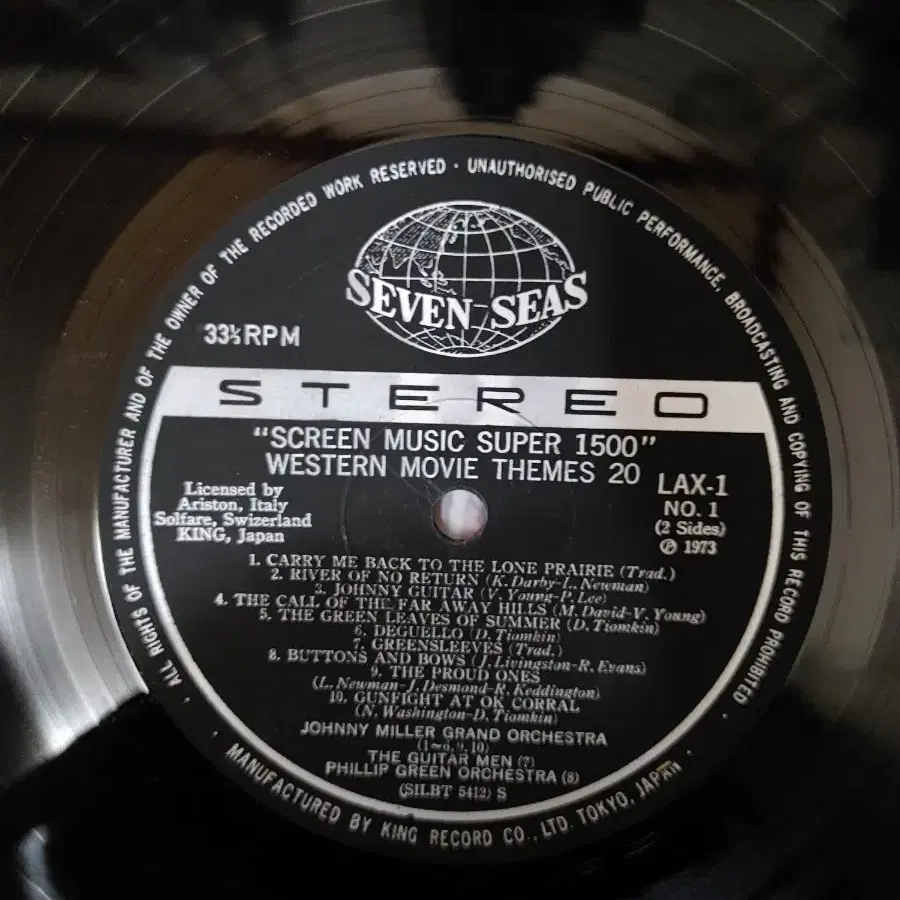 ALL RIGHTS OF THE MANUFACTURER AND OF THE OWNER OF THE RECORDED WORK RESERVED · UNAUTHORISED PUBLIC PERFORMANCE, BROADCASTING AND COPYING OF THIS RECORD PROHIBITED ·
SEVEN SEAS
33⅓RPM
STEREO
"SCREEN MUSIC SUPER 1500"
WESTERN MOVIE THEMES 20
LAX-1
NO. 1
(2 Sides)
Ⓟ 1973
Licensed by
Ariston, Italy
Solfare, Swizerland
KING, Japan
1. CARRY ME BACK TO THE LONE PRAIRIE (Trad.)
2. RIVER OF NO RETURN (K. Darby-L. Newman)
3. JOHNNY GUITAR (V. Young-P. Lee)
4. THE CALL OF THE FAR AWAY HILLS (M. David-V. Young)
5. THE GREEN LEAVES OF SUMMER (D. Tiomkin)
6. DEGUELLO (D. Tiomkin)
7. GREENSLEEVES (Trad.)
8. BUTTONS AND BOWS (J. Livingston-R. Evans)
9. THE PROUD ONES
(L. Newman-J. Desmond-R. Keddington)
10. GUNFIGHT AT OK CORRAL
(N. Washington-D. Tiomkin)
JOHNNY MILLER GRAND ORCHESTRA
(1~6, 9, 10)
THE GUITAR MEN (7)
PHILLIP GREEN ORCHESTRA (8)
(SILBT 5412) S
MANUFACTURED BY KING RECORD CO., LTD. TOKYO, JAPAN